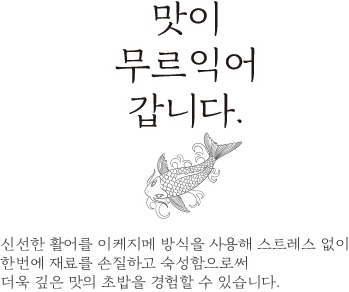 맛이
무르익어
갑니다.
신선한 활어를 이케지메 방식을 사용해 스트레스 없이
한번에 재료를 손질하고 숙성함으로써
더욱 깊은 맛의 초밥을 경험할 수 있습니다.